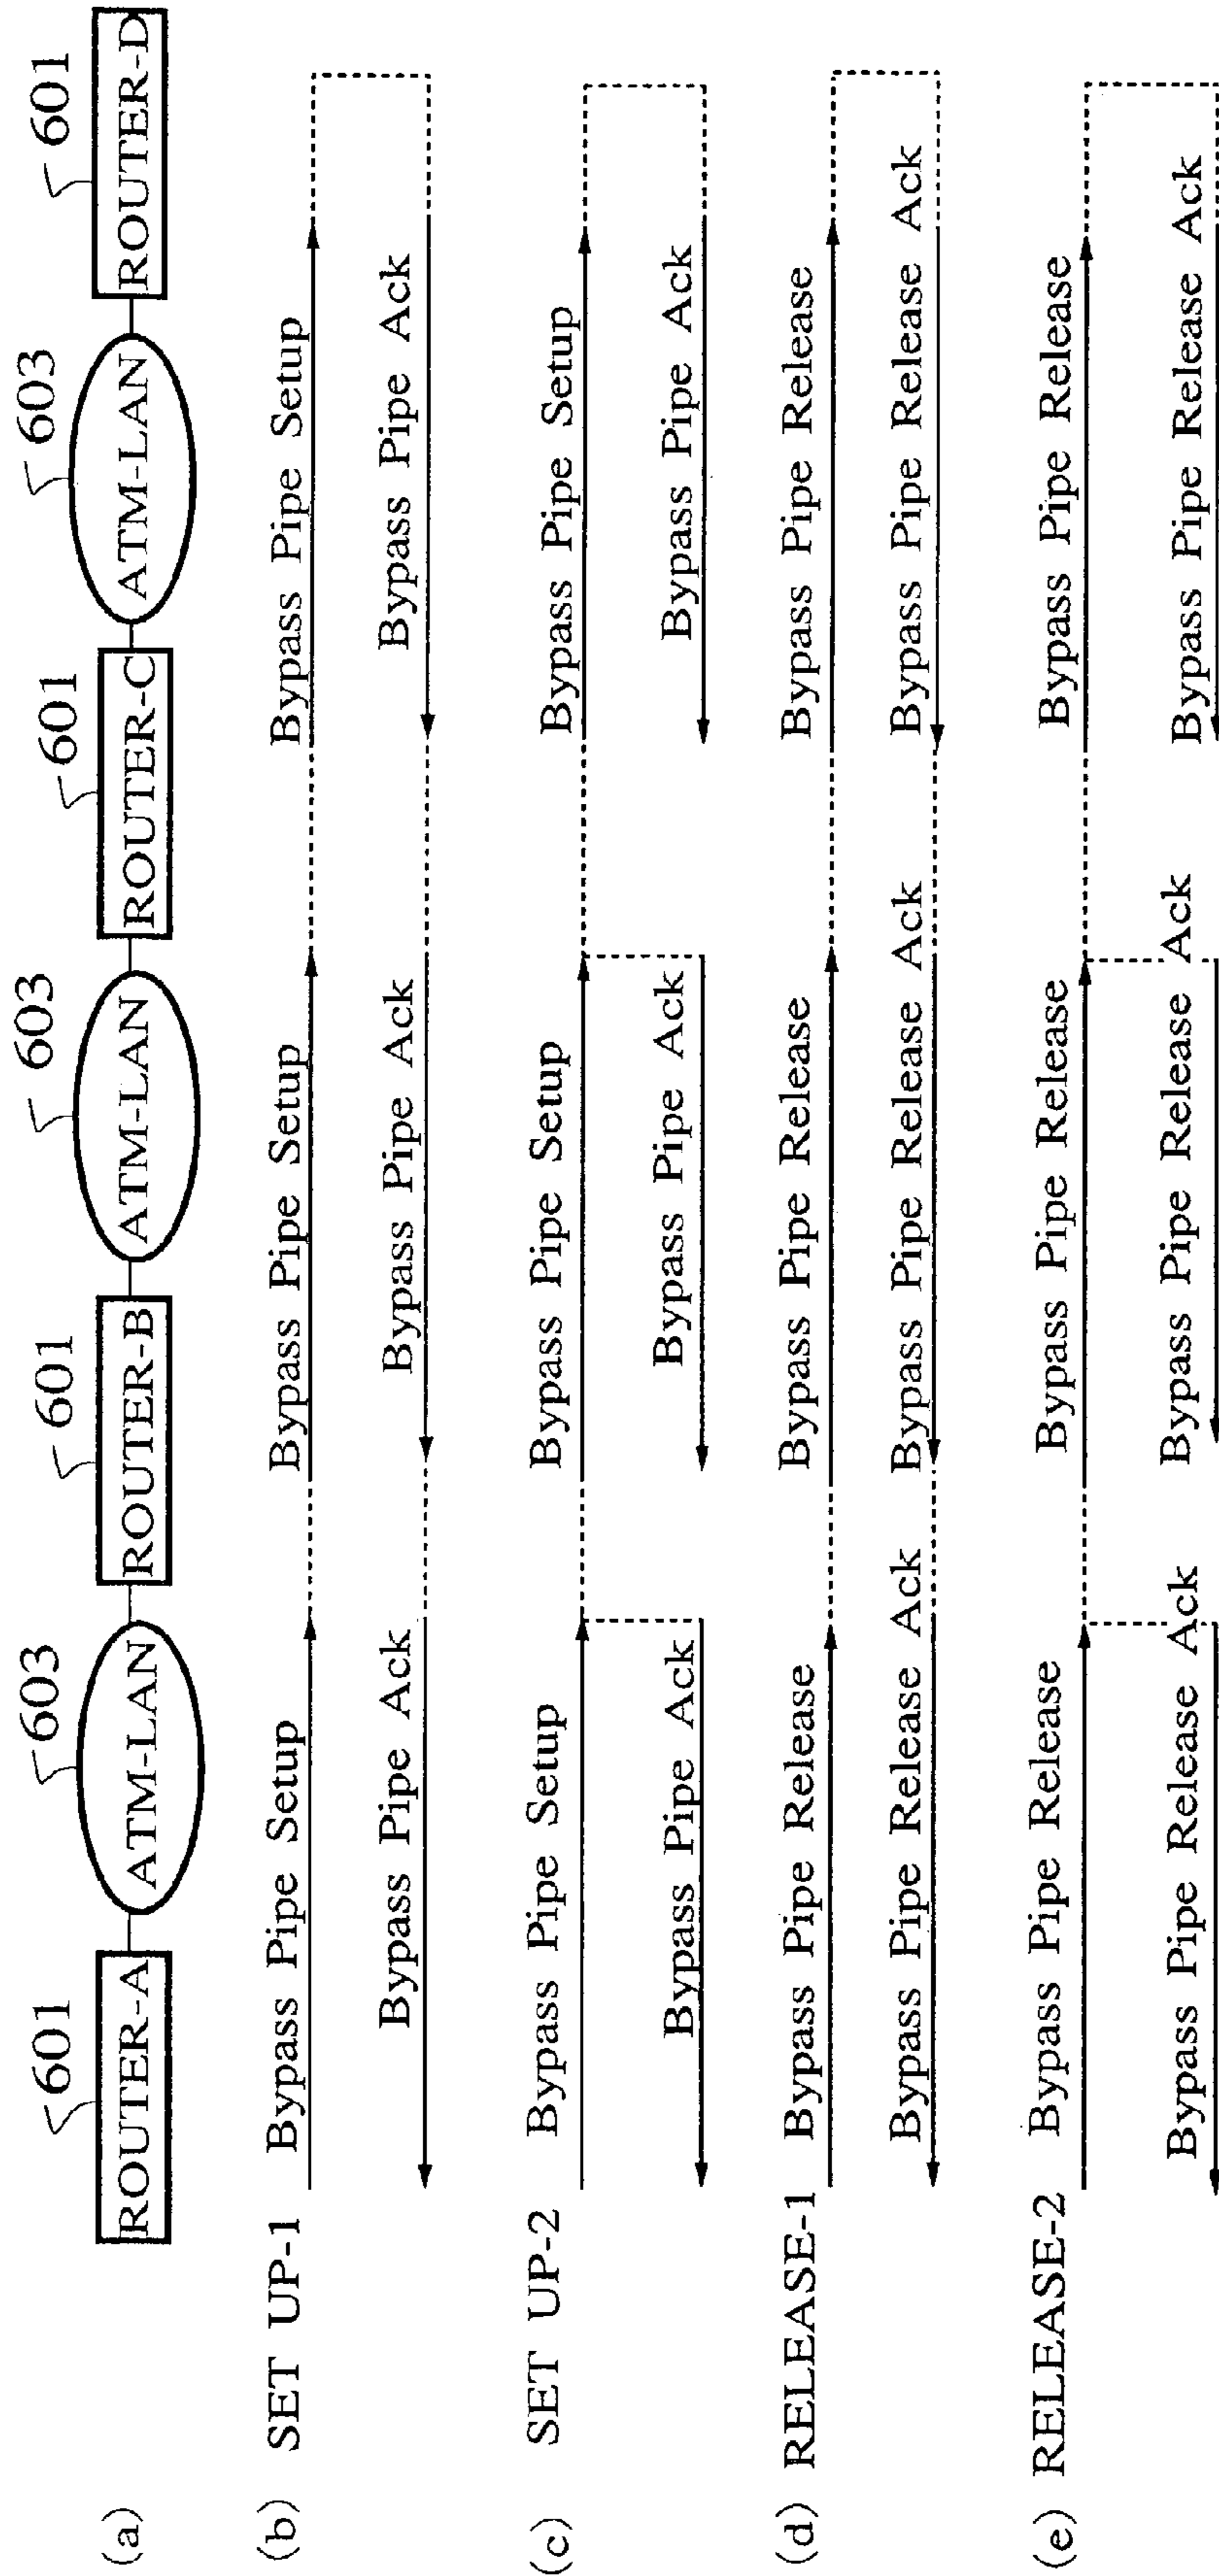 (a)
601 603 601 603 601 603 601
ROUTER-A ATM-LAN ROUTER-B ATM-LAN ROUTER-C ATM-LAN ROUTER-D
(b) SET UP-1
Bypass Pipe Setup Bypass Pipe Setup Bypass Pipe Setup
Bypass Pipe Ack Bypass Pipe Ack Bypass Pipe Ack
(c) SET UP-2
Bypass Pipe Setup Bypass Pipe Setup Bypass Pipe Setup
Bypass Pipe Ack Bypass Pipe Ack Bypass Pipe Ack
(d) RELEASE-1
Bypass Pipe Release Bypass Pipe Release Bypass Pipe Release
Bypass Pipe Release Ack Bypass Pipe Release Ack Bypass Pipe Release Ack
(e) RELEASE-2
Bypass Pipe Release Bypass Pipe Release Bypass Pipe Release
Bypass Pipe Release Ack Bypass Pipe Release Ack Bypass Pipe Release Ack